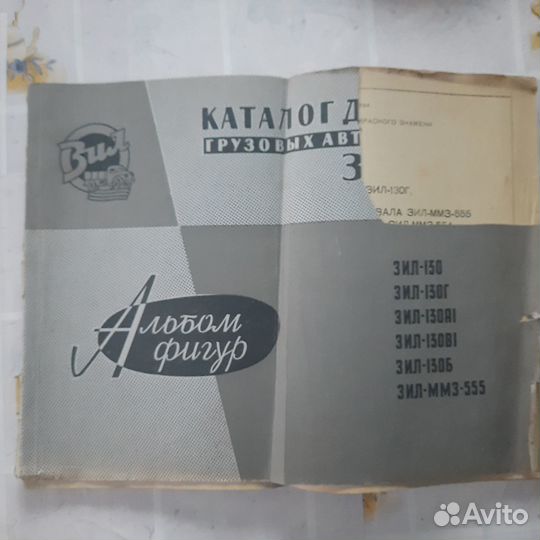 ЗИЛ
КАТАЛОГ Д
ГРУЗОВЫХ АВТ
З
КРАСНОГО ЗНАМЕНИ
ЗИЛ-130Г.
ВАЛА ЗИЛ-ММЗ-555
Альбом
фигур
ЗИЛ-130
ЗИЛ-130Г
ЗИЛ-130А1
ЗИЛ-130В1
ЗИЛ-130Б
ЗИЛ-ММЗ-555
Avito